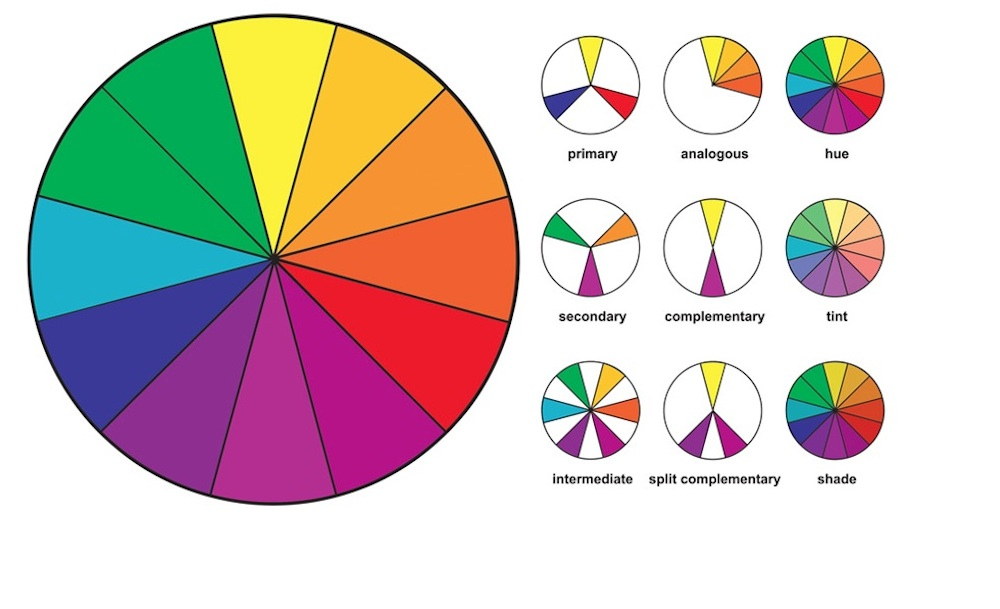 primary
analogous
hue
secondary
complementary
tint
intermediate
split complementary
shade